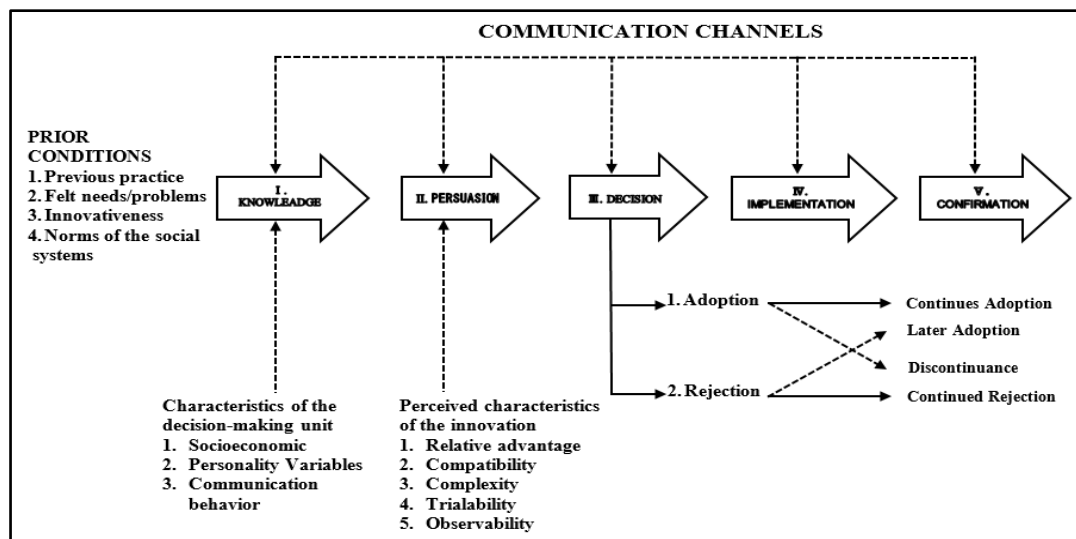 COMMUNICATION CHANNELS
PRIOR
CONDITIONS
1. Previous practice
2. Felt needs/problems
3. Innovativeness
4. Norms of the social
systems
I.
KNOWLEADGE
II. PERSUASION
III. DECISION
IV.
IMPLEMENTATION
V.
CONFIRMATION
1. Adoption
2. Rejection
Continues Adoption
Later Adoption
Discontinuance
Continued Rejection
Characteristics of the
decision-making unit
1. Socioeconomic
2. Personality Variables
3. Communication
behavior
Perceived characteristics
of the innovation
1. Relative advantage
2. Compatibility
3. Complexity
4. Trialability
5. Observability